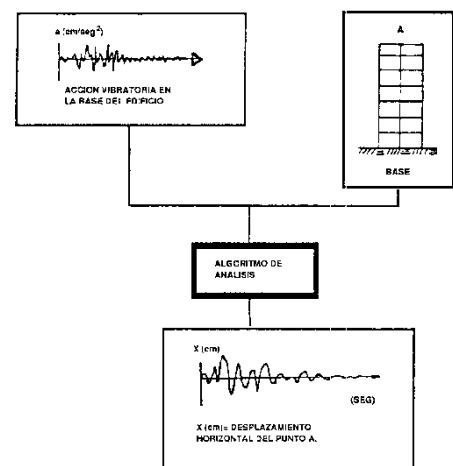 a (cm/seg²)
ACCION VIBRATORIA EN
LA BASE DEL EDIFICIO
A
BASE
ALGORITMO DE
ANALISIS
X (cm)
(SEG)
X (cm)= DESPLAZAMIENTO
HORIZONTAL DEL PUNTO A.